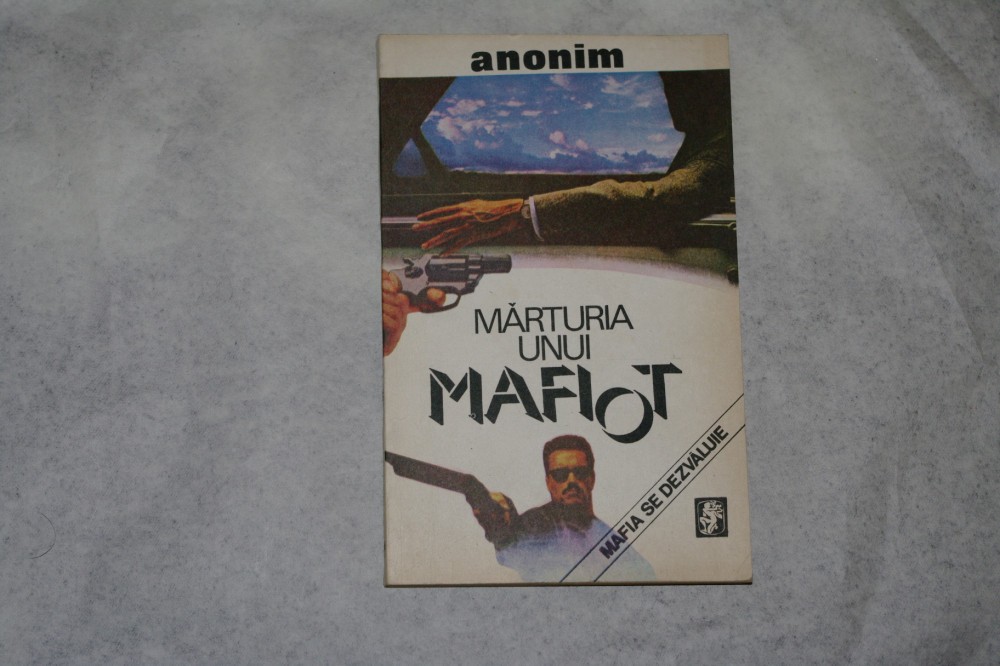 anonim
MĂRTURIA
UNUI
MAFIOT
MAFIA SE DEZVĂLUIE